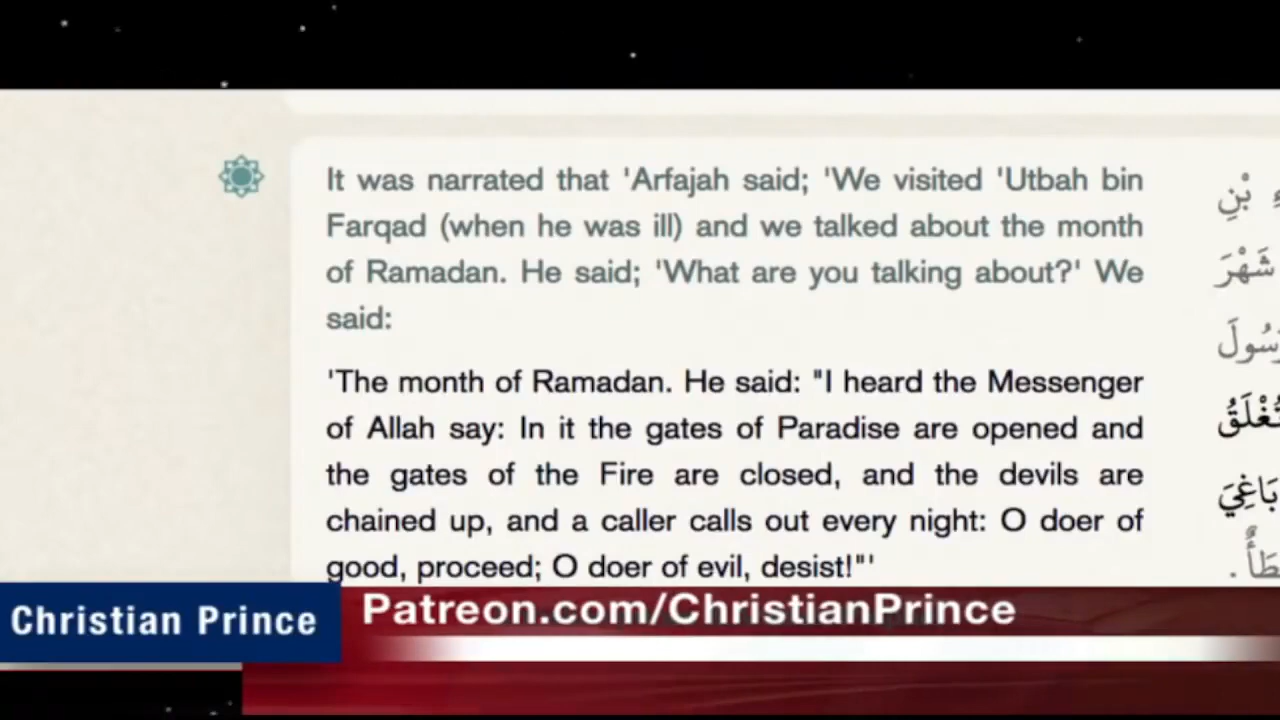 It was narrated that 'Arfajah said; 'We visited 'Utbah bin
Farqad (when he was ill) and we talked about the month
of Ramadan. He said; 'What are you talking about?' We
said:
'The month of Ramadan. He said: "I heard the Messenger
of Allah say: In it the gates of Paradise are opened and
the gates of the Fire are closed, and the devils are
chained up, and a caller calls out every night: O doer of
good, proceed; O doer of evil, desist!"'
بْنِ
شَهْرَ
تُغْلَقُ
بَاغِيَ
Christian Prince
Patreon.com/ChristianPrince